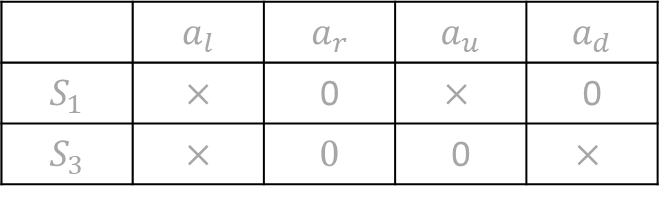 a_l a_r a_u a_d
S_1 × 0 × 0
S_3 × 0 0 ×